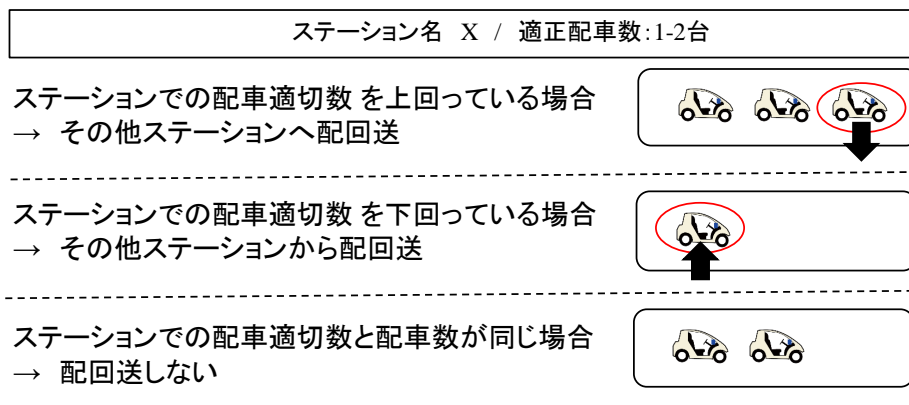 ステーション名 X / 適正配車数:1-2台
ステーションでの配車適切数 を上回っている場合
→ その他ステーションへ配回送
ステーションでの配車適切数 を下回っている場合
→ その他ステーションから配回送
ステーションでの配車適切数と配車数が同じ場合
→ 配回送しない